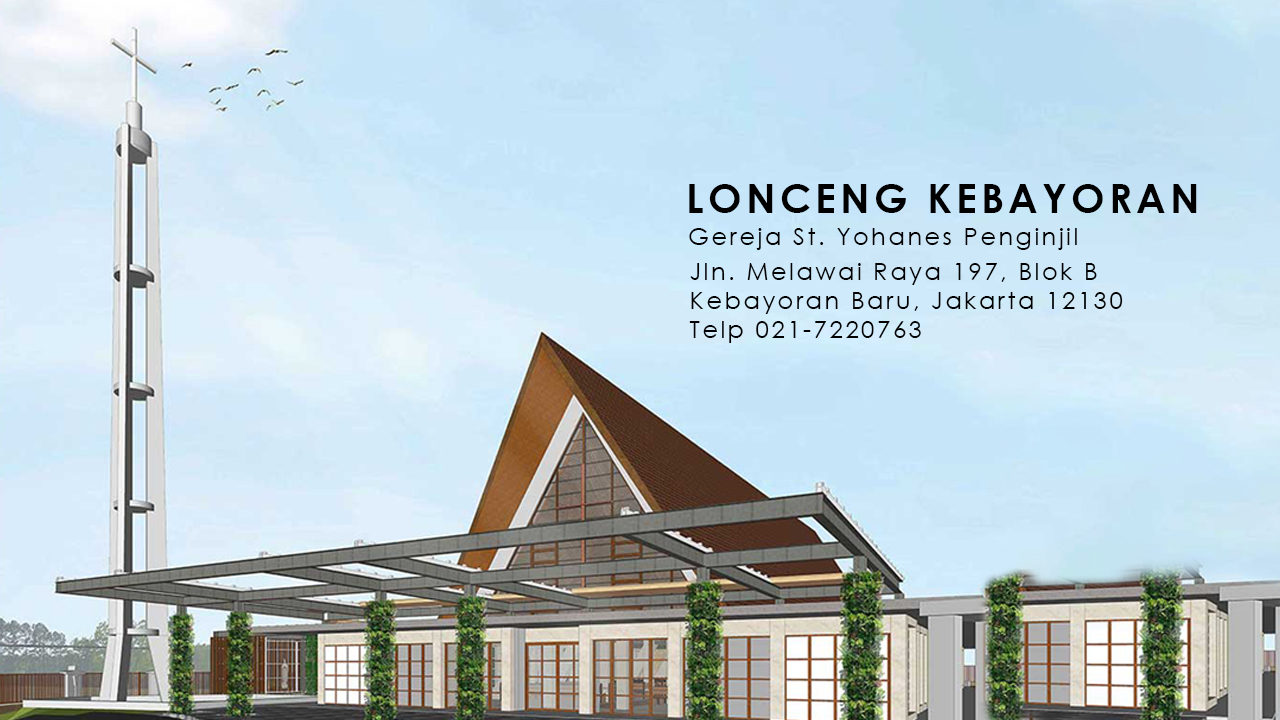 LONCENG KEBAYORAN
Gereja St. Yohanes Penginjil
Jln. Melawai Raya 197, Blok B
Kebayoran Baru, Jakarta 12130
Telp 021-7220763